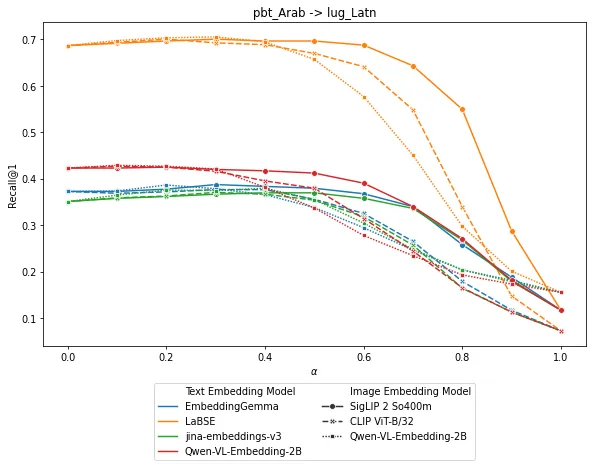 pbt_Arab -> lug_Latn
Recall@1
0.7
0.6
0.5
0.4
0.3
0.2
0.1
0.0 0.2 0.4 0.6 0.8 1.0
α
Text Embedding Model
EmbeddingGemma
LaBSE
jina-embeddings-v3
Qwen-VL-Embedding-2B
Image Embedding Model
SigLIP 2 So400m
CLIP ViT-B/32
Qwen-VL-Embedding-2B